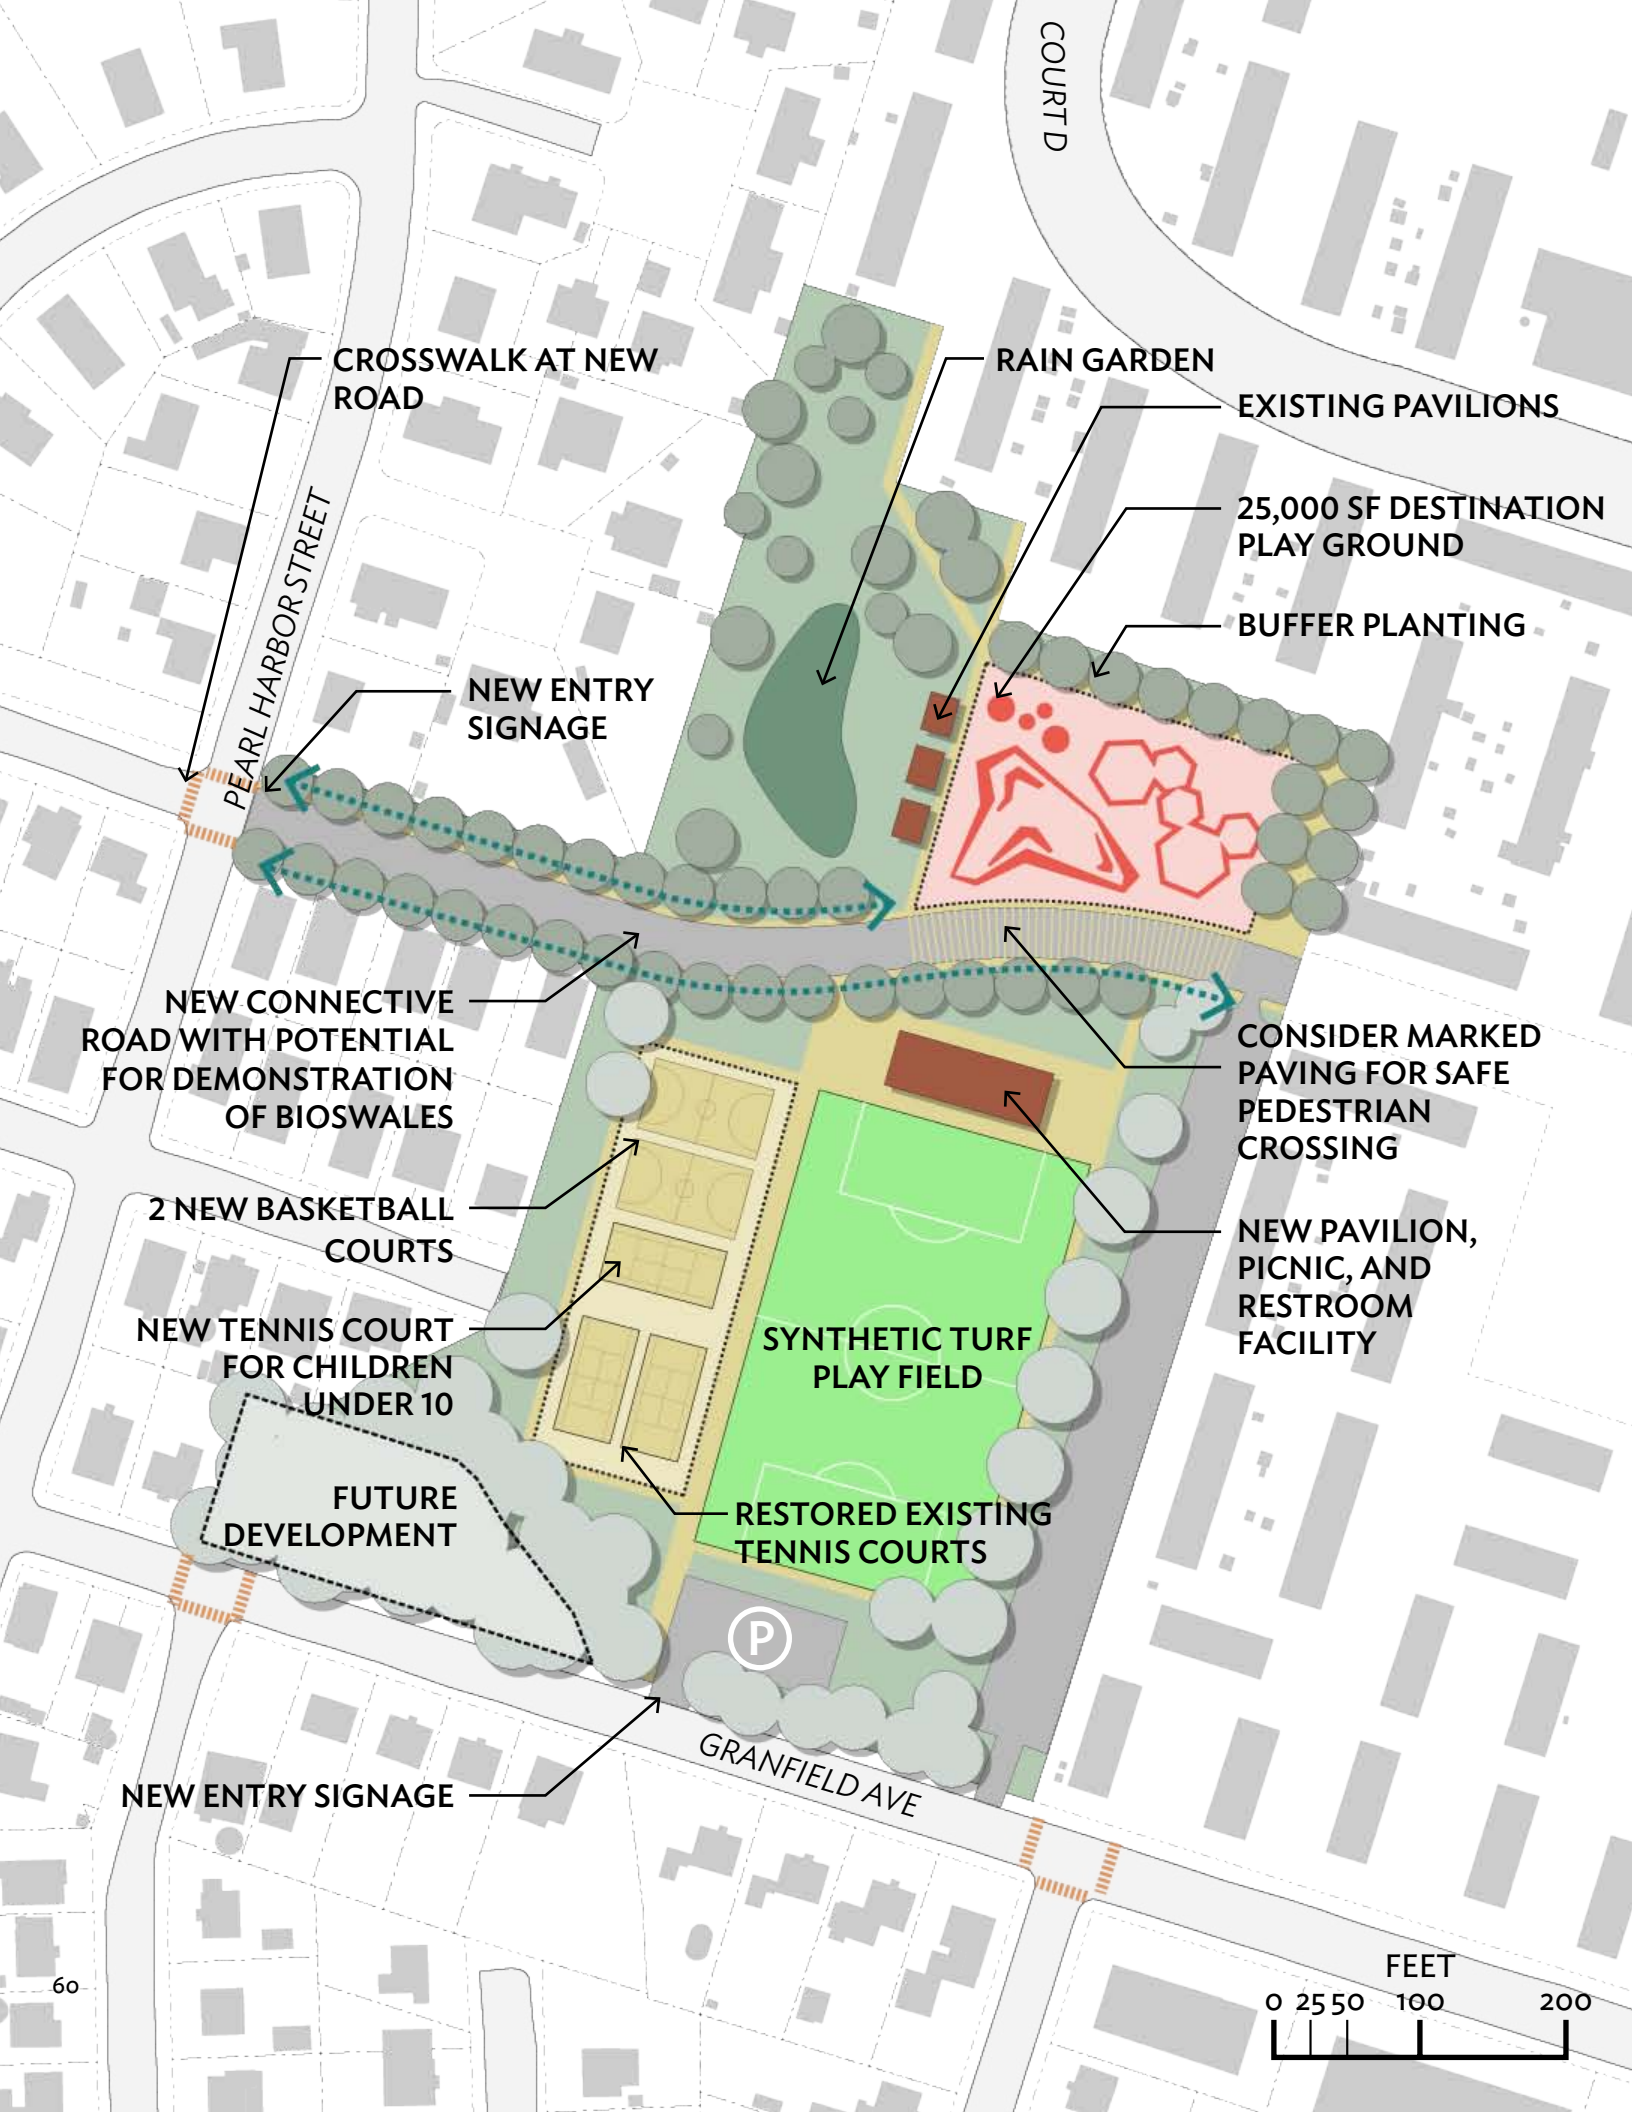 COURT D
CROSSWALK AT NEW
ROAD
RAIN GARDEN
EXISTING PAVILIONS
25,000 SF DESTINATION
PLAY GROUND
BUFFER PLANTING
PEARL HARBOR STREET
NEW ENTRY
SIGNAGE
NEW CONNECTIVE
ROAD WITH POTENTIAL
FOR DEMONSTRATION
OF BIOSWALES
CONSIDER MARKED
PAVING FOR SAFE
PEDESTRIAN
CROSSING
2 NEW BASKETBALL
COURTS
NEW PAVILION,
PICNIC, AND
RESTROOM
FACILITY
NEW TENNIS COURT
FOR CHILDREN
UNDER 10
SYNTHETIC TURF
PLAY FIELD
FUTURE
DEVELOPMENT
RESTORED EXISTING
TENNIS COURTS
P
GRANFIELD AVE
NEW ENTRY SIGNAGE
60
FEET
0 25 50 100 200